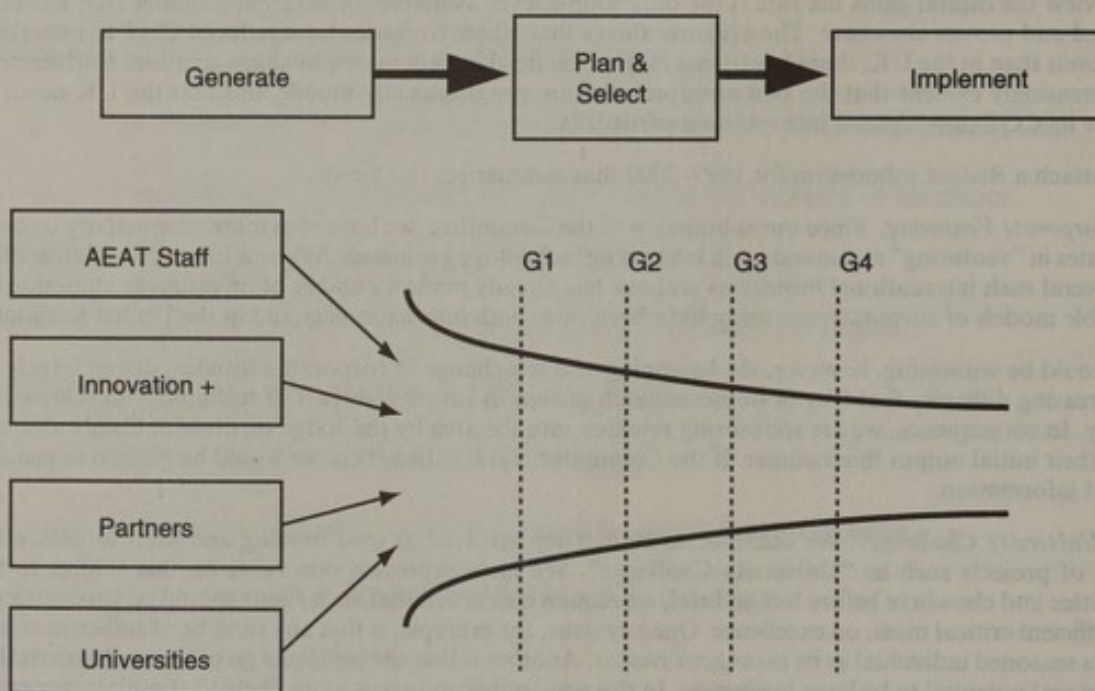 Generate
Plan &
Select
Implement
AEAT Staff
G1
G2
G3
G4
Innovation +
Partners
Universities